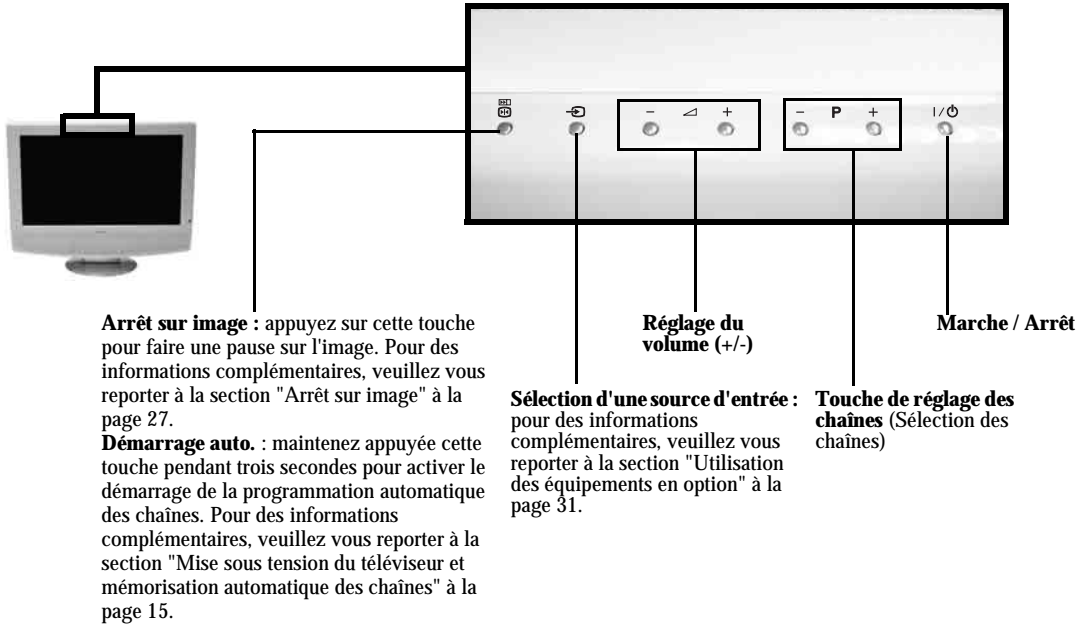 - + - P + I/
Arrêt sur image : appuyez sur cette touche
pour faire une pause sur l'image. Pour des
informations complémentaires, veuillez vous
reporter à la section "Arrêt sur image" à la
page 27.
Démarrage auto. : maintenez appuyée cette
touche pendant trois secondes pour activer le
démarrage de la programmation automatique
des chaînes. Pour des informations
complémentaires, veuillez vous reporter à la
section "Mise sous tension du téléviseur et
mémorisation automatique des chaînes" à la
page 15.
Sélection d'une source d'entrée :
pour des informations
complémentaires, veuillez vous
reporter à la section "Utilisation
des équipements en option" à la
page 31.
Réglage du
volume (+/-)
Touche de réglage des
chaînes (Sélection des
chaînes)
Marche / Arrêt